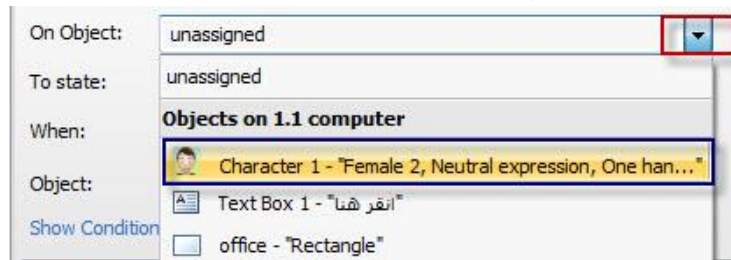 On Object: unassigned
To state: unassigned
When: Objects on 1.1 computer
Character 1 - "Female 2, Neutral expression, One han..."
Object: Text Box 1 - "انقر هنا"
Show Condition office - "Rectangle"